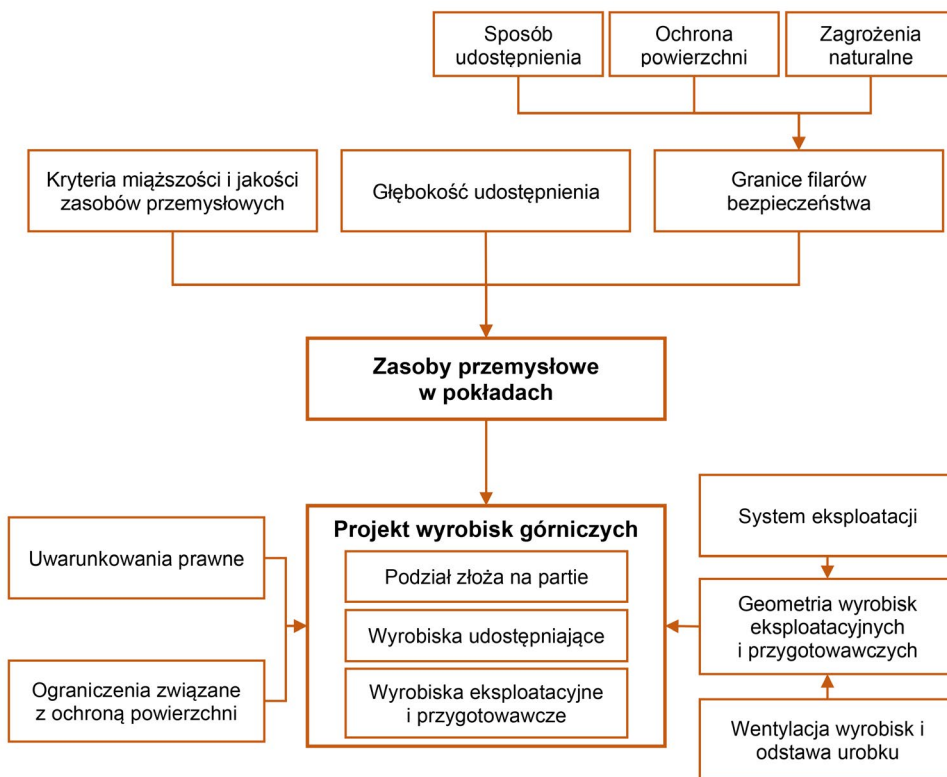 Sposób
udostępnienia
Ochrona
powierzchni
Zagrożenia
naturalne
Kryteria miąższości i jakości
zasobów przemysłowych
Głębokość udostępnienia
Granice filarów
bezpieczeństwa
Zasoby przemysłowe
w pokładach
Projekt wyrobisk górniczych
Podział złoża na partie
Wyrobiska udostępniające
Wyrobiska eksploatacyjne
i przygotowawcze
Uwarunkowania prawne
Ograniczenia związane
z ochroną powierzchni
System eksploatacji
Geometria wyrobisk
eksploatacyjnych
i przygotowawczych
Wentylacja wyrobisk i
odstawa urobku